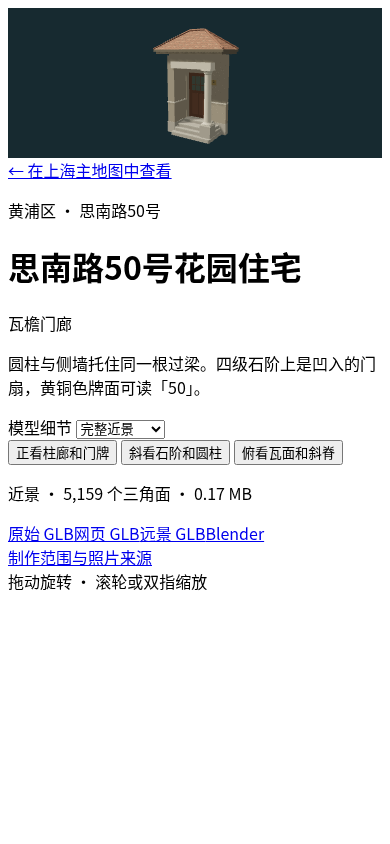 ← 在上海主地图中查看
黄浦区 · 思南路50号
思南路50号花园住宅
瓦檐门廊
圆柱与侧墙托住同一根过梁。四级石阶上是凹入的门
扇，黄铜色牌面可读「50」。
模型细节 完整近景
正看柱廊和门牌 斜看石阶和圆柱 俯看瓦面和斜脊
近景 · 5,159 个三角面 · 0.17 MB
原始 GLB网页 GLB远景 GLBBlender
制作范围与照片来源
拖动旋转 · 滚轮或双指缩放